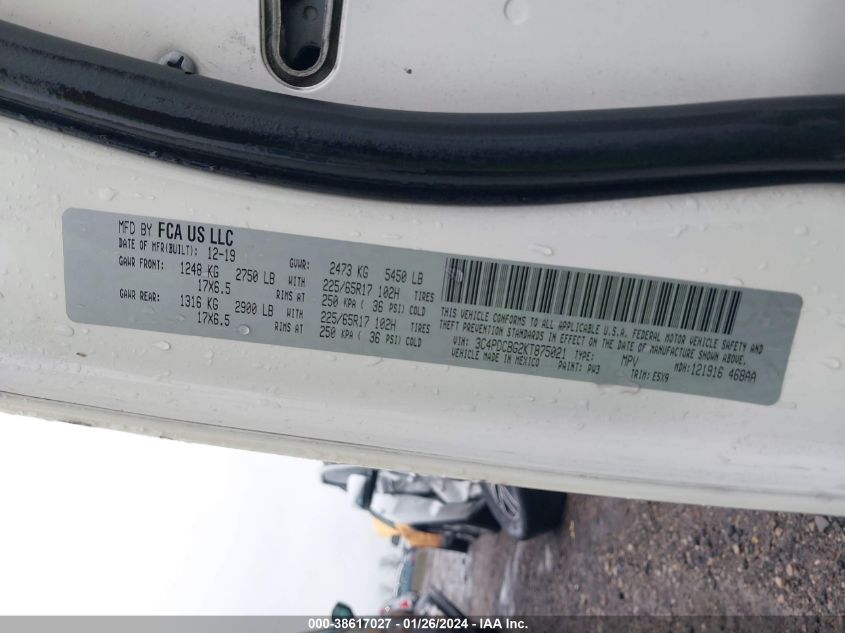 MFD BY FCA US LLC
DATE OF MFR(BUILT): 12-19 GVWR: 2473 KG 5450 LB
GAWR FRONT: 1248 KG 2750 LB WITH 225/65R17 102H TIRES
17X6.5 RIMS AT 250 KPA ( 36 PSI) COLD
GAWR REAR: 1316 KG 2900 LB WITH 225/65R17 102H TIRES
17X6.5 RIMS AT 250 KPA ( 36 PSI) COLD
THIS VEHICLE CONFORMS TO ALL APPLICABLE U.S.A. FEDERAL MOTOR VEHICLE SAFETY AND
THEFT PREVENTION STANDARDS IN EFFECT ON THE DATE OF MANUFACTURE SHOWN ABOVE.
VIN: 3C4PDCBG2KT875021 TYPE: MPV MDH: 121916 468AA
VEHICLE MADE IN MEXICO PAINT: PW3 TRIM: E5X9
000-38617027 - 01/26/2024 - IAA Inc.